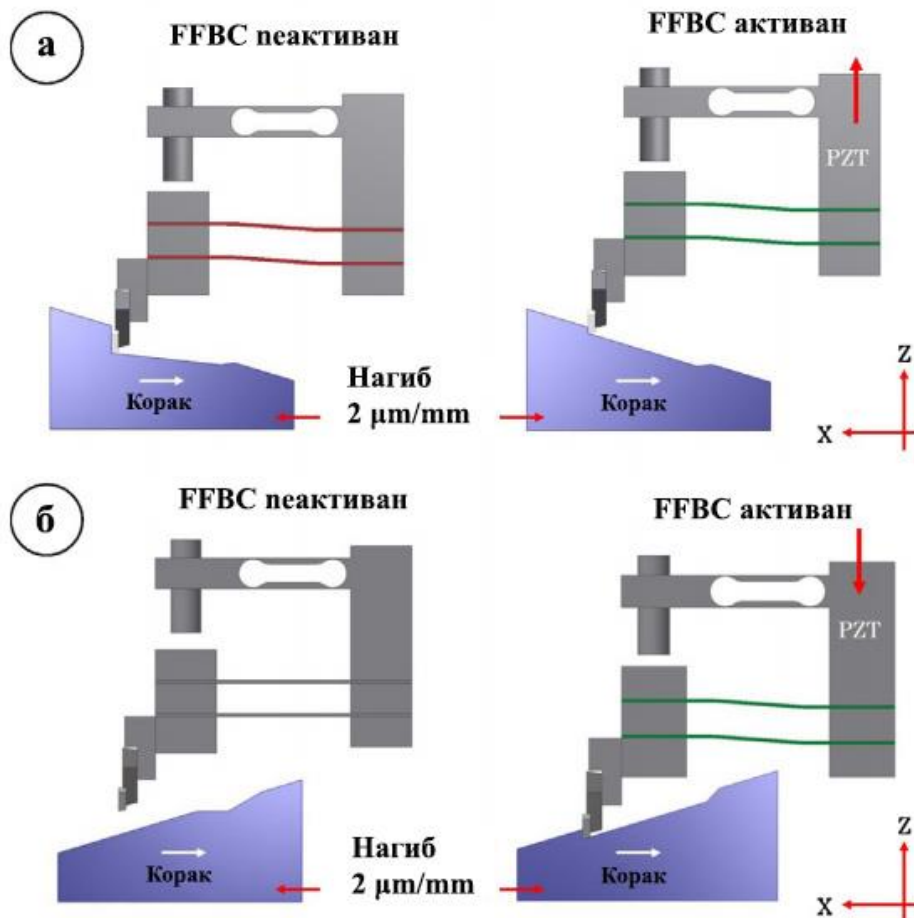 а
FFBC неактиван
FFBC активан
PZT
Корак
Нагиб
2 µm/mm
Корак
Z
X
б
FFBC неактиван
FFBC активан
PZT
Корак
Нагиб
2 µm/mm
Корак
Z
X